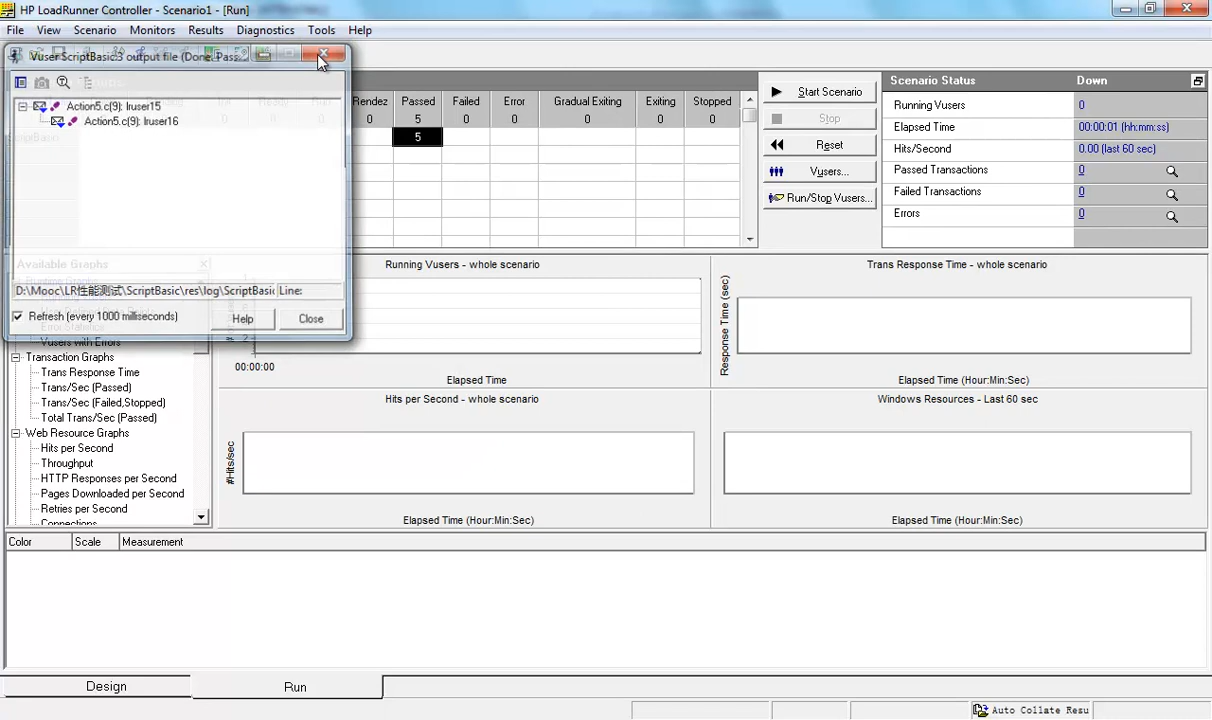 HP LoadRunner Controller - Scenario1 - [Run]
File View Scenario Monitors Results Diagnostics Tools Help
Vuser ScriptBasic:3 output file (Done. Pass...
Action5.c(9): lruser15
Action5.c(9): lruser16
D:\Mooc\LR性能测试\ScriptBasic\res\log\ScriptBasic Line:
Refresh (every 1000 milliseconds)
Help Close
Rendez Passed Failed Error Gradual Exiting Exiting Stopped
0 5 0 0 0 0 0
5
Start Scenario
Stop
Reset
Vusers...
Run/Stop Vusers...
Scenario Status Down
Running Vusers 0
Elapsed Time 00:00:01 (hh:mm:ss)
Hits/Second 0.00 (last 60 sec)
Passed Transactions 0
Failed Transactions 0
Errors 0
Available Graphs
Error Statistics
Vusers with Errors
Transaction Graphs
Trans Response Time
Trans/Sec (Passed)
Trans/Sec (Failed,Stopped)
Total Trans/Sec (Passed)
Web Resource Graphs
Hits per Second
Throughput
HTTP Responses per Second
Pages Downloaded per Second
Retries per Second
Connections
Running Vusers - whole scenario
00:00:00
Elapsed Time
Trans Response Time - whole scenario
Response Time (sec)
Elapsed Time (Hour:Min:Sec)
Hits per Second - whole scenario
#Hits/sec
Elapsed Time (Hour:Min:Sec)
Windows Resources - Last 60 sec
Elapsed Time (Hour:Min:Sec)
Color Scale Measurement
Design Run
Auto Collate Resu